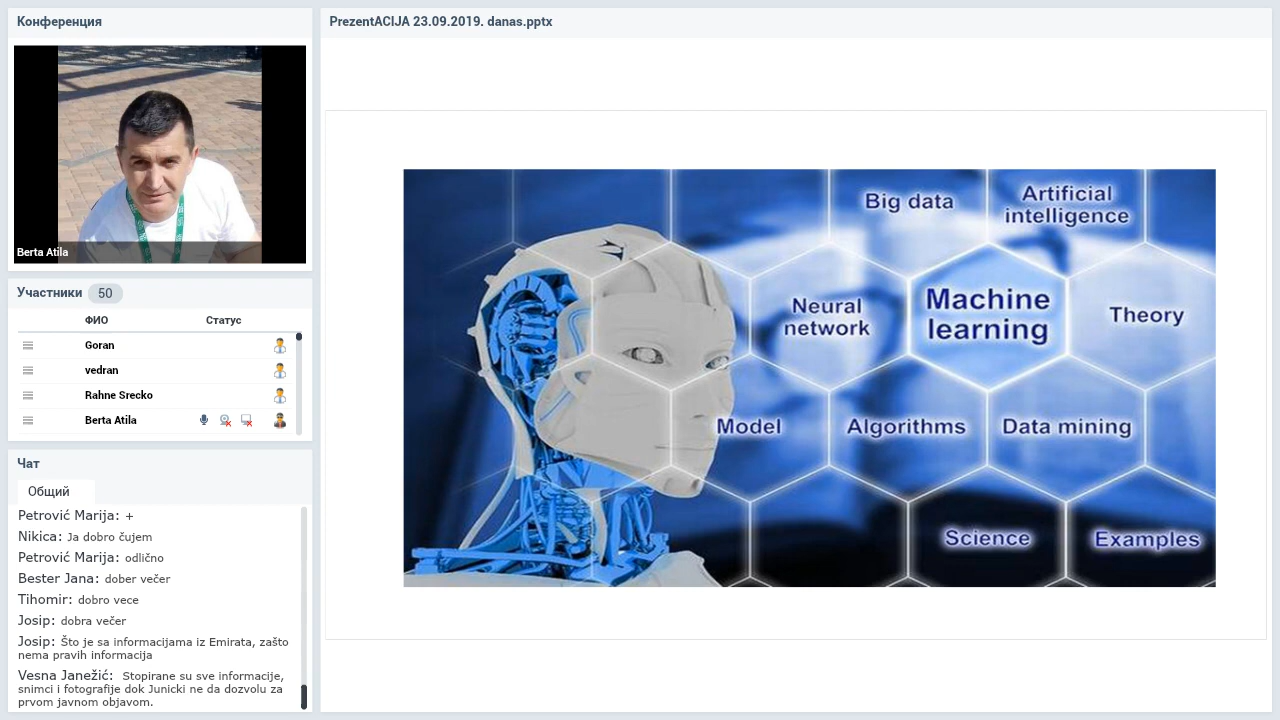 Конференция
Berta Atila
Участники 50
ФИО Статус
Goran
vedran
Rahne Srecko
Berta Atila
Чат
Общий
Petrović Marija: +
Nikica: Ja dobro čujem
Petrović Marija: odlično
Bester Jana: dober večer
Tihomir: dobro vece
Josip: dobra večer
Josip: Što je sa informacijama iz Emirata, zašto
nema pravih informacija
Vesna Janežić: Stopirane su sve informacije,
snimci i fotografije dok Junicki ne da dozvolu za
prvom javnom objavom.
PrezentACIJA 23.09.2019. danas.pptx
Big data
Artificial
intelligence
Neural
network
Machine
learning
Theory
Model
Algorithms
Data mining
Science
Examples